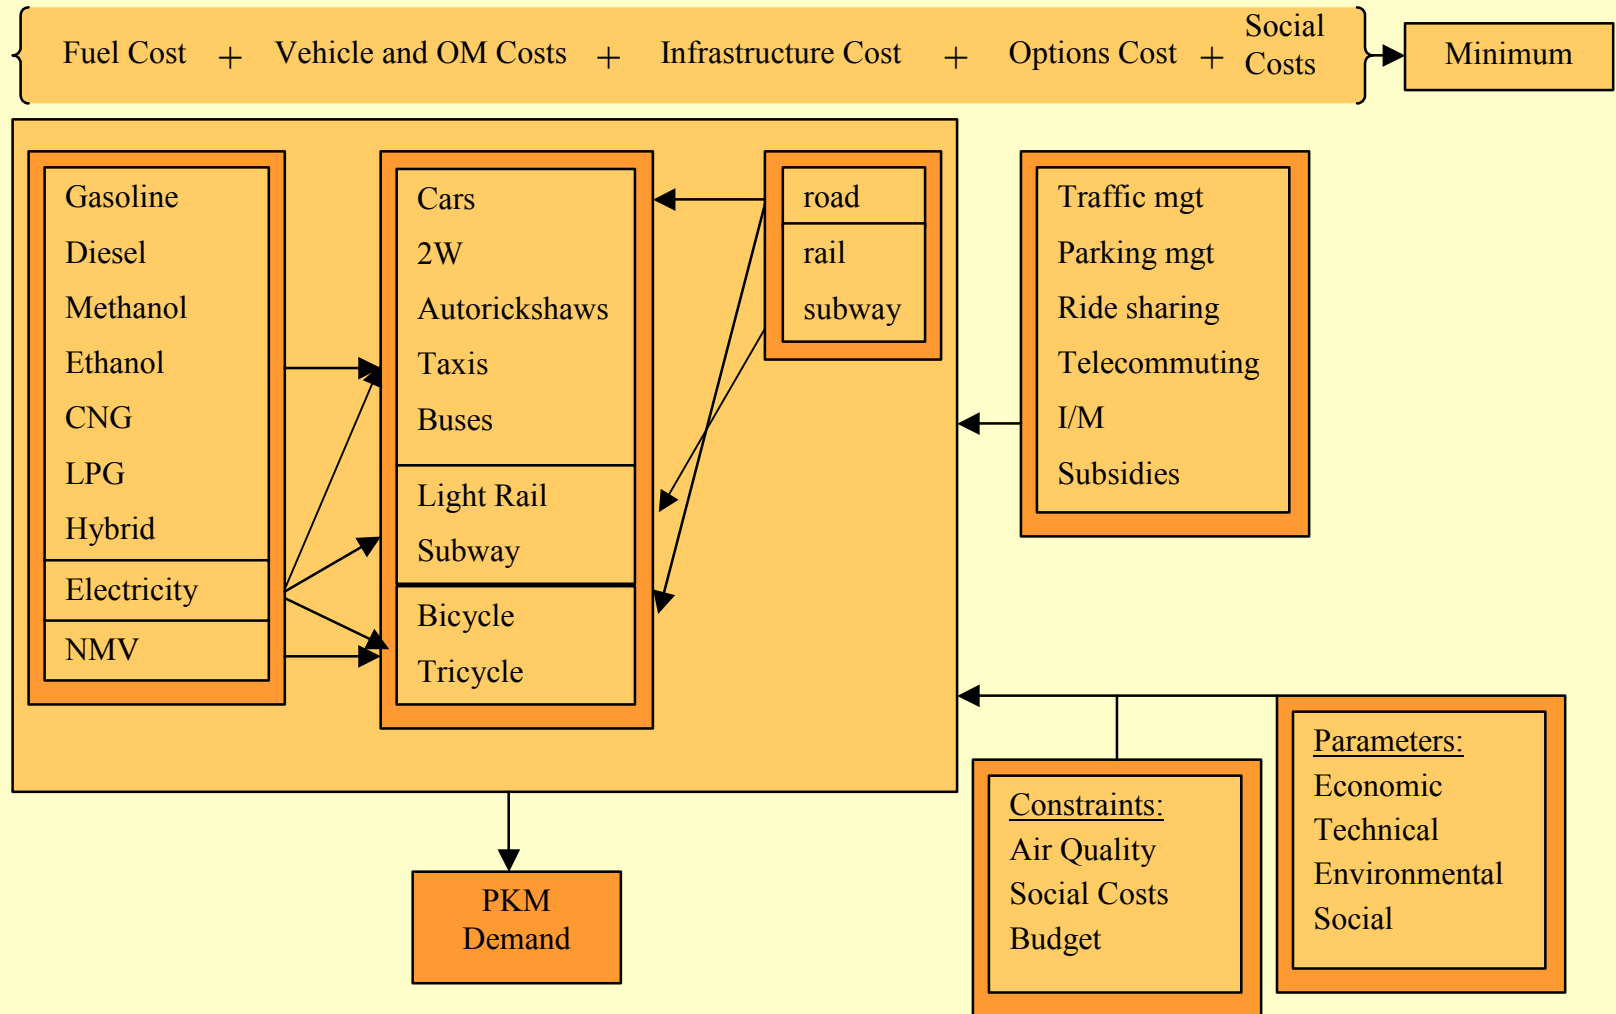 Fuel Cost + Vehicle and OM Costs + Infrastructure Cost + Options Cost + Social Costs
Minimum
Gasoline
Diesel
Methanol
Ethanol
CNG
LPG
Hybrid
Electricity
NMV
Cars
2W
Autorickshaws
Taxis
Buses
Light Rail
Subway
Bicycle
Tricycle
road
rail
subway
Traffic mgt
Parking mgt
Ride sharing
Telecommuting
I/M
Subsidies
PKM
Demand
Constraints:
Air Quality
Social Costs
Budget
Parameters:
Economic
Technical
Environmental
Social